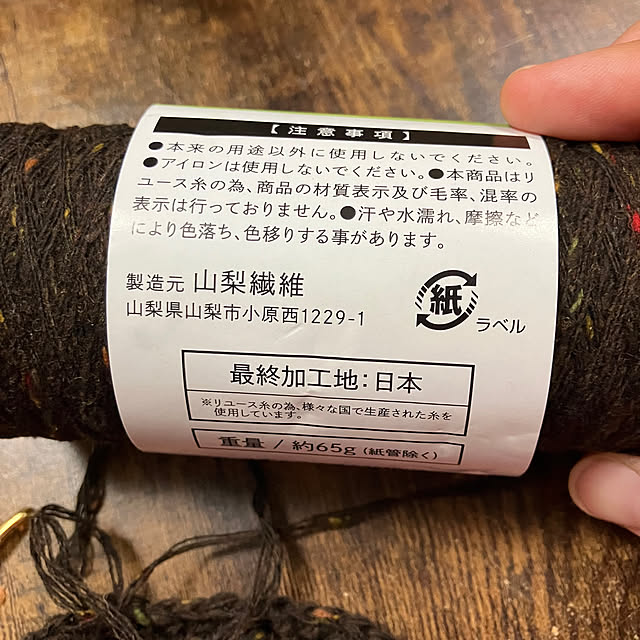 【注意事項】
●本来の用途以外に使用しないでください。
●アイロンは使用しないでください。●本商品はリ
ユース糸の為、商品の材質表示及び毛率、混率の
表示は行っておりません。●汗や水濡れ、摩擦など
により色落ち、色移りする事があります。
製造元 山梨繊維
山梨県山梨市小原西1229-1
紙
ラベル
最終加工地：日本
※リユース糸の為、様々な国で生産された糸を
使用しています。
重量 / 約65g (紙管除く)